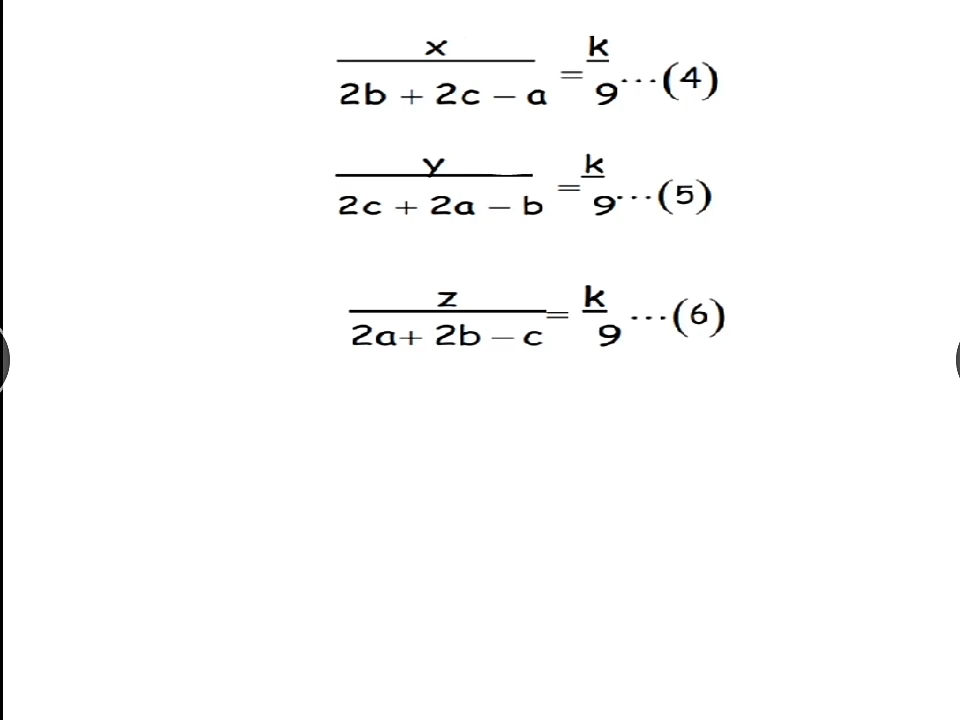 x
2b + 2c − a = k/9 ⋯(4)
y
2c + 2a − b = k/9 ⋯(5)
z
2a+ 2b − c = k/9 ⋯(6)